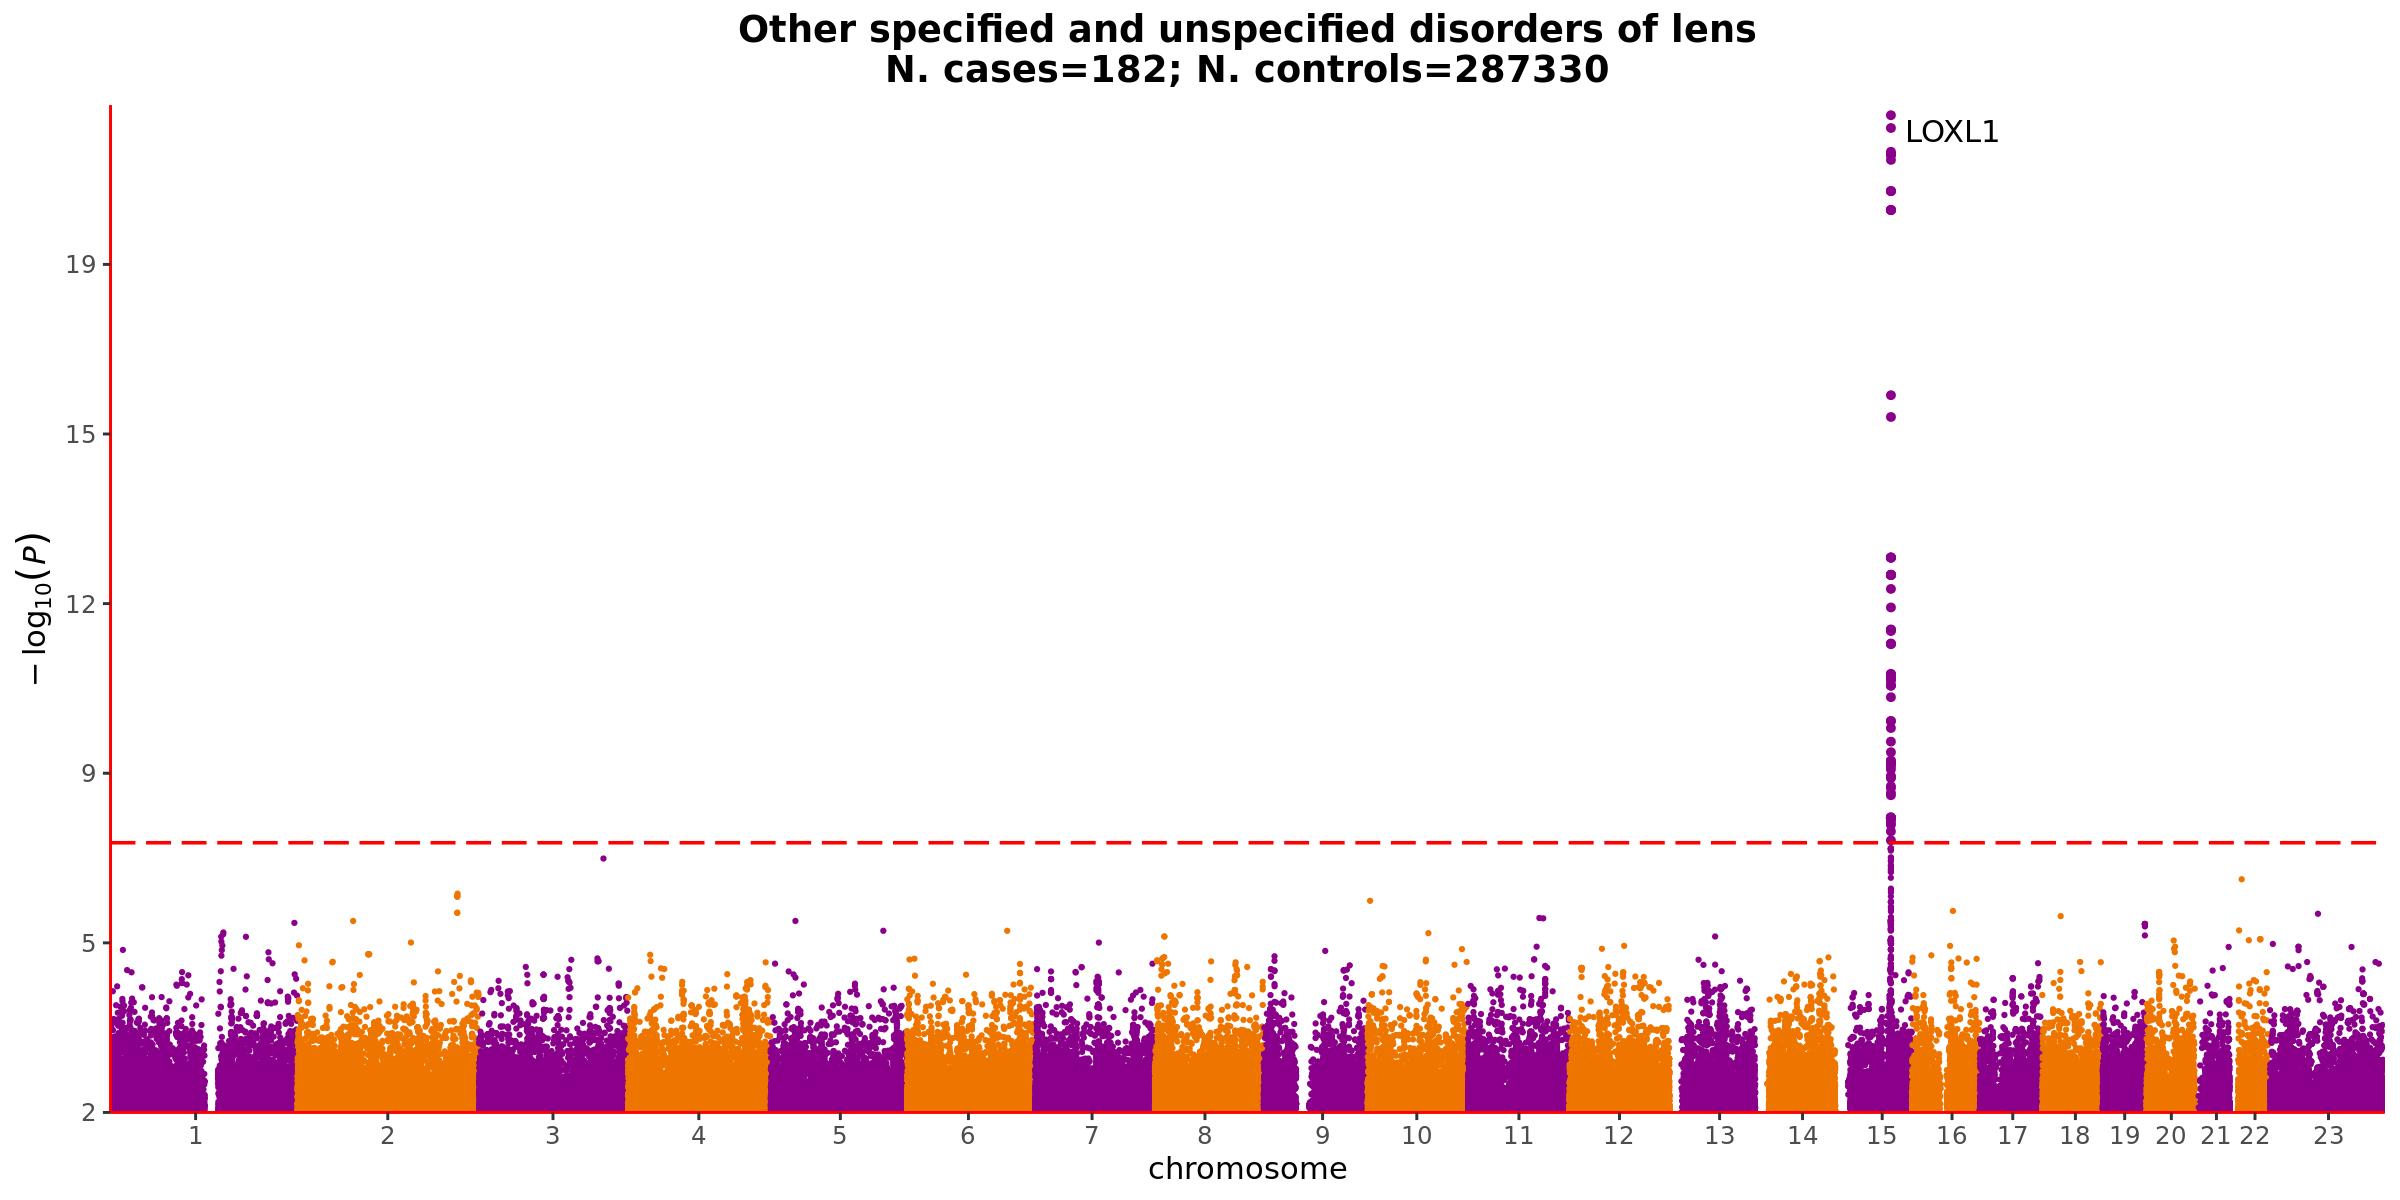 Other specified and unspecified disorders of lens
N. cases=182; N. controls=287330
LOXL1
19
15
12
9
5
2
−log10(P)
1 2 3 4 5 6 7 8 9 10 11 12 13 14 15 16 17 18 19 20 21 22 23
chromosome